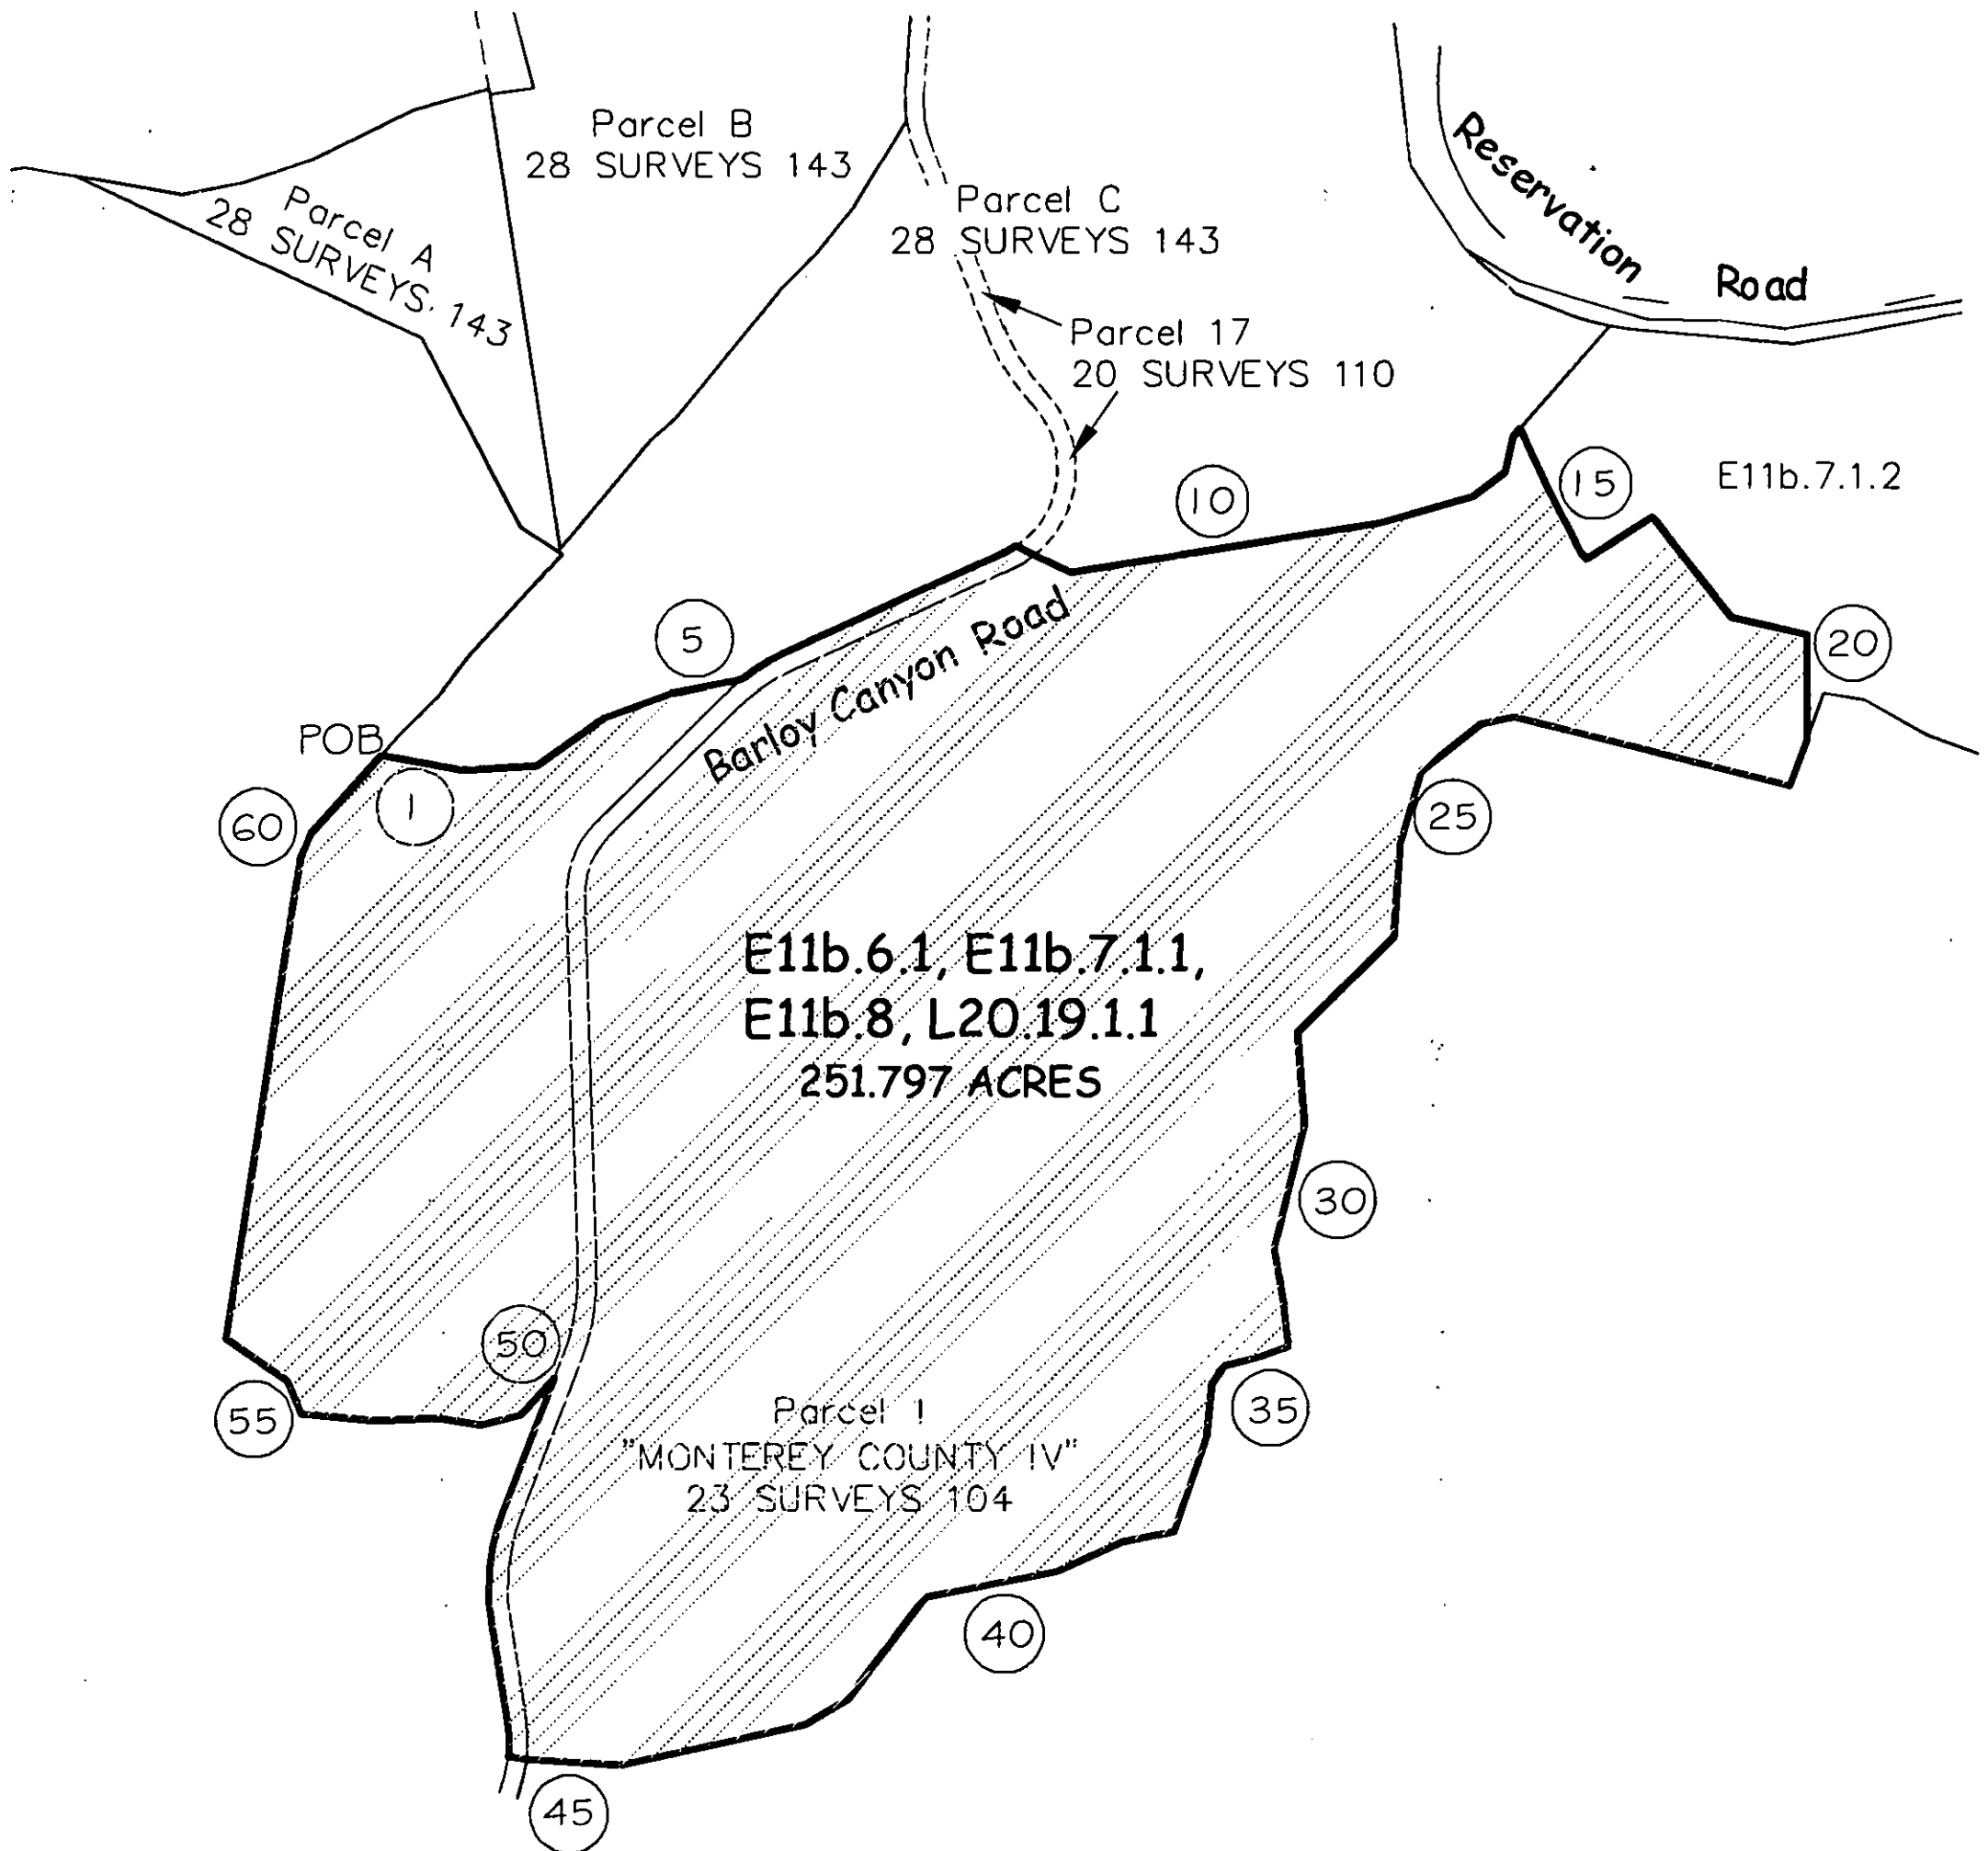 Parcel B
28 SURVEYS 143
Parcel A
28 SURVEYS 143
Parcel C
28 SURVEYS 143
Reservation Road
Parcel 17
20 SURVEYS 110
E11b.7.1.2
15
10
5
20
Barloy Canyon Road
POB
1
60
25
E11b.6.1, E11b.7.1.1,
E11b.8, L20.19.1.1
251.797 ACRES
30
50
55
35
Parcel 1
"MONTEREY COUNTY IV"
23 SURVEYS 104
40
45